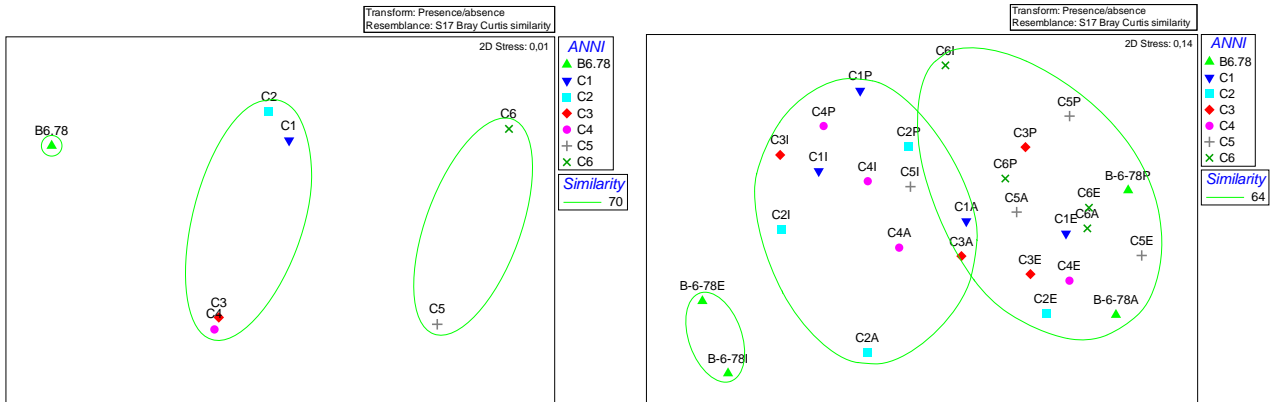 Transform: Presence/absence
Resemblance: S17 Bray Curtis similarity
2D Stress: 0,01
B6.78
C2
C1
C6
C3
C4
C5
ANNI
B6.78
C1
C2
C3
C4
C5
C6
Similarity
70
Transform: Presence/absence
Resemblance: S17 Bray Curtis similarity
2D Stress: 0,14
C6I
C1P
C5P
C4P
C2P
C3P
C3I
C1I
C4I
C5I
C6P
B-6-78P
C5A
C6E
C6A
C1A
C1E
C2I
C4A
C3A
C5E
C3E
C4E
B-6-78E
C2E
B-6-78A
C2A
B-6-78I
ANNI
B6.78
C1
C2
C3
C4
C5
C6
Similarity
64